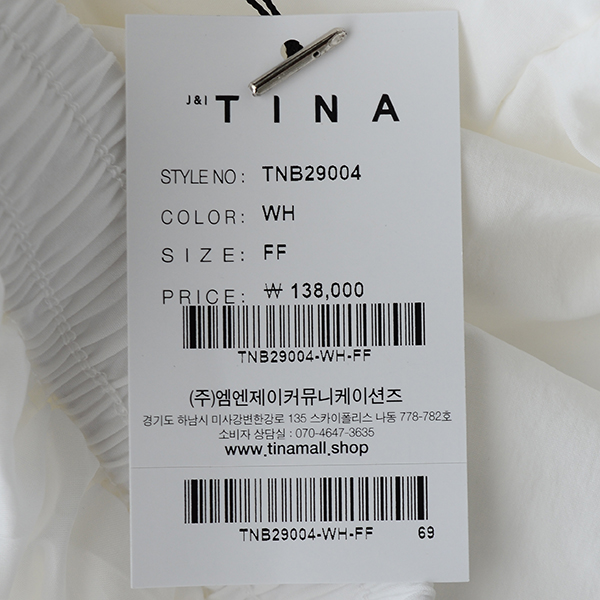 J&I TINA
STYLE NO : TNB29004
COLOR: WH
SIZE: FF
PRICE: ₩ 138,000
TNB29004-WH-FF
(주)엠엔제이커뮤니케이션즈
경기도 하남시 미사강변한강로 135 스카이폴리스 나동 778-782호
소비자 상담실 : 070-4647-3635
www.tinamall.shop
TNB29004-WH-FF 69